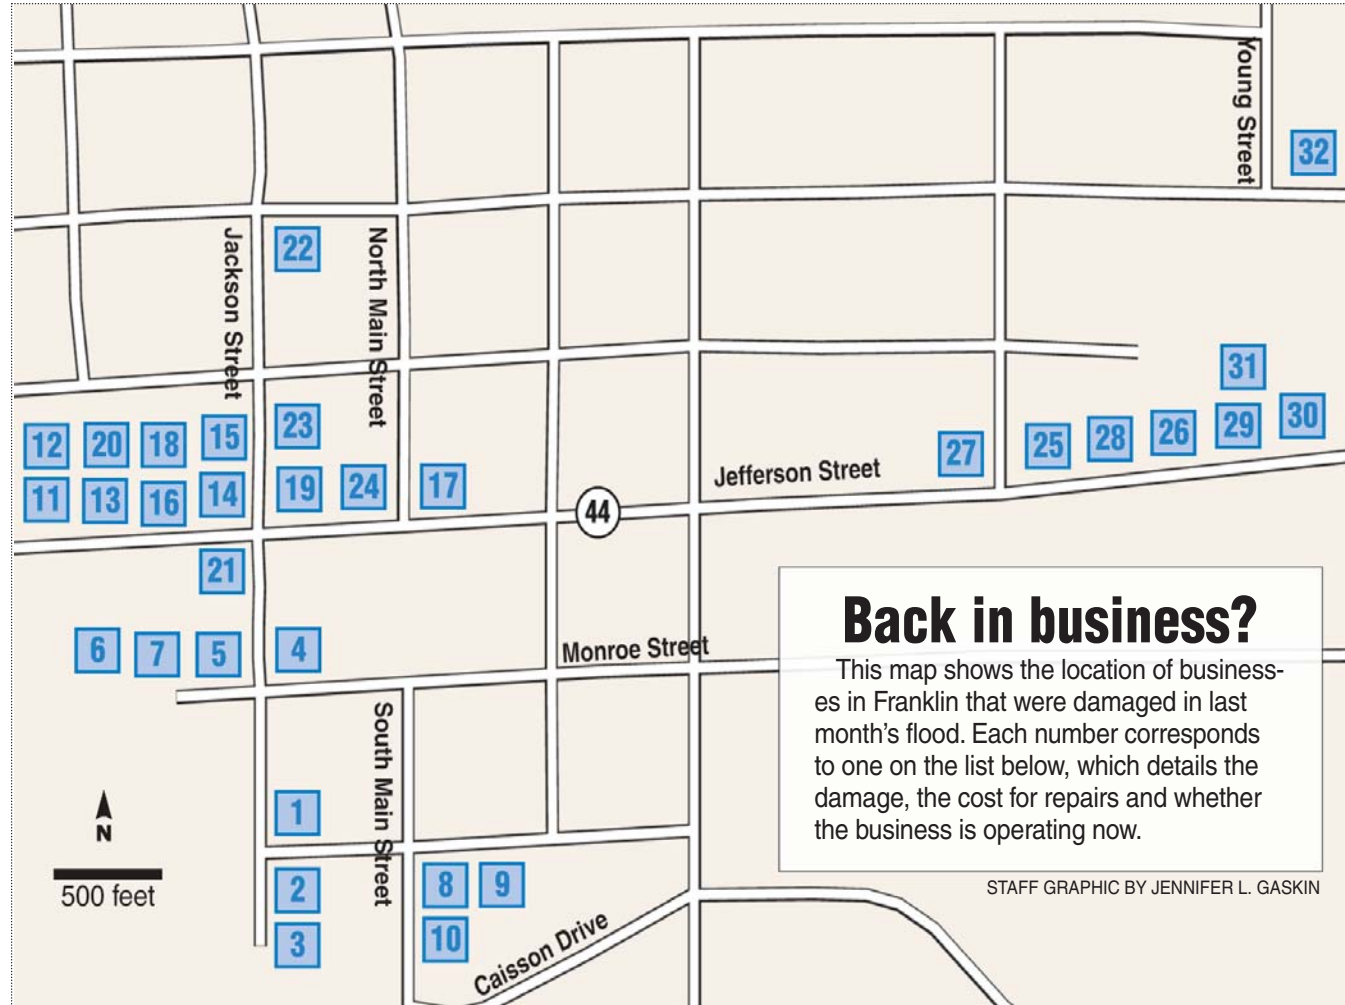 Young Street
32
Jackson Street
22
North Main Street
31
12 20 18 15 23
27 25 28 26 29 30
11 13 16 14 19 24 17
Jefferson Street
44
21
6 7 5 4
Monroe Street
South Main Street
1
N
500 feet
2 8 9
3 10
Caisson Drive
Back in business?
This map shows the location of business-
es in Franklin that were damaged in last
month’s flood. Each number corresponds
to one on the list below, which details the
damage, the cost for repairs and whether
the business is operating now.
STAFF GRAPHIC BY JENNIFER L. GASKIN